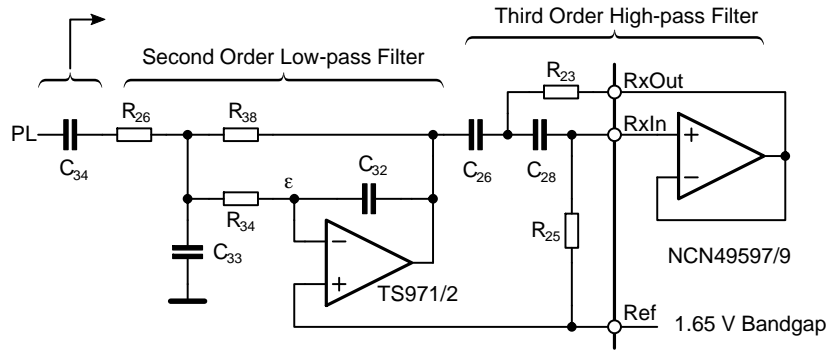 Third Order High-pass Filter
Second Order Low-pass Filter
R23
RxOut
PL
R26
R38
RxIn
C34
C26
C28
ε
C32
R34
R25
C33
TS971/2
NCN49597/9
Ref
1.65 V Bandgap